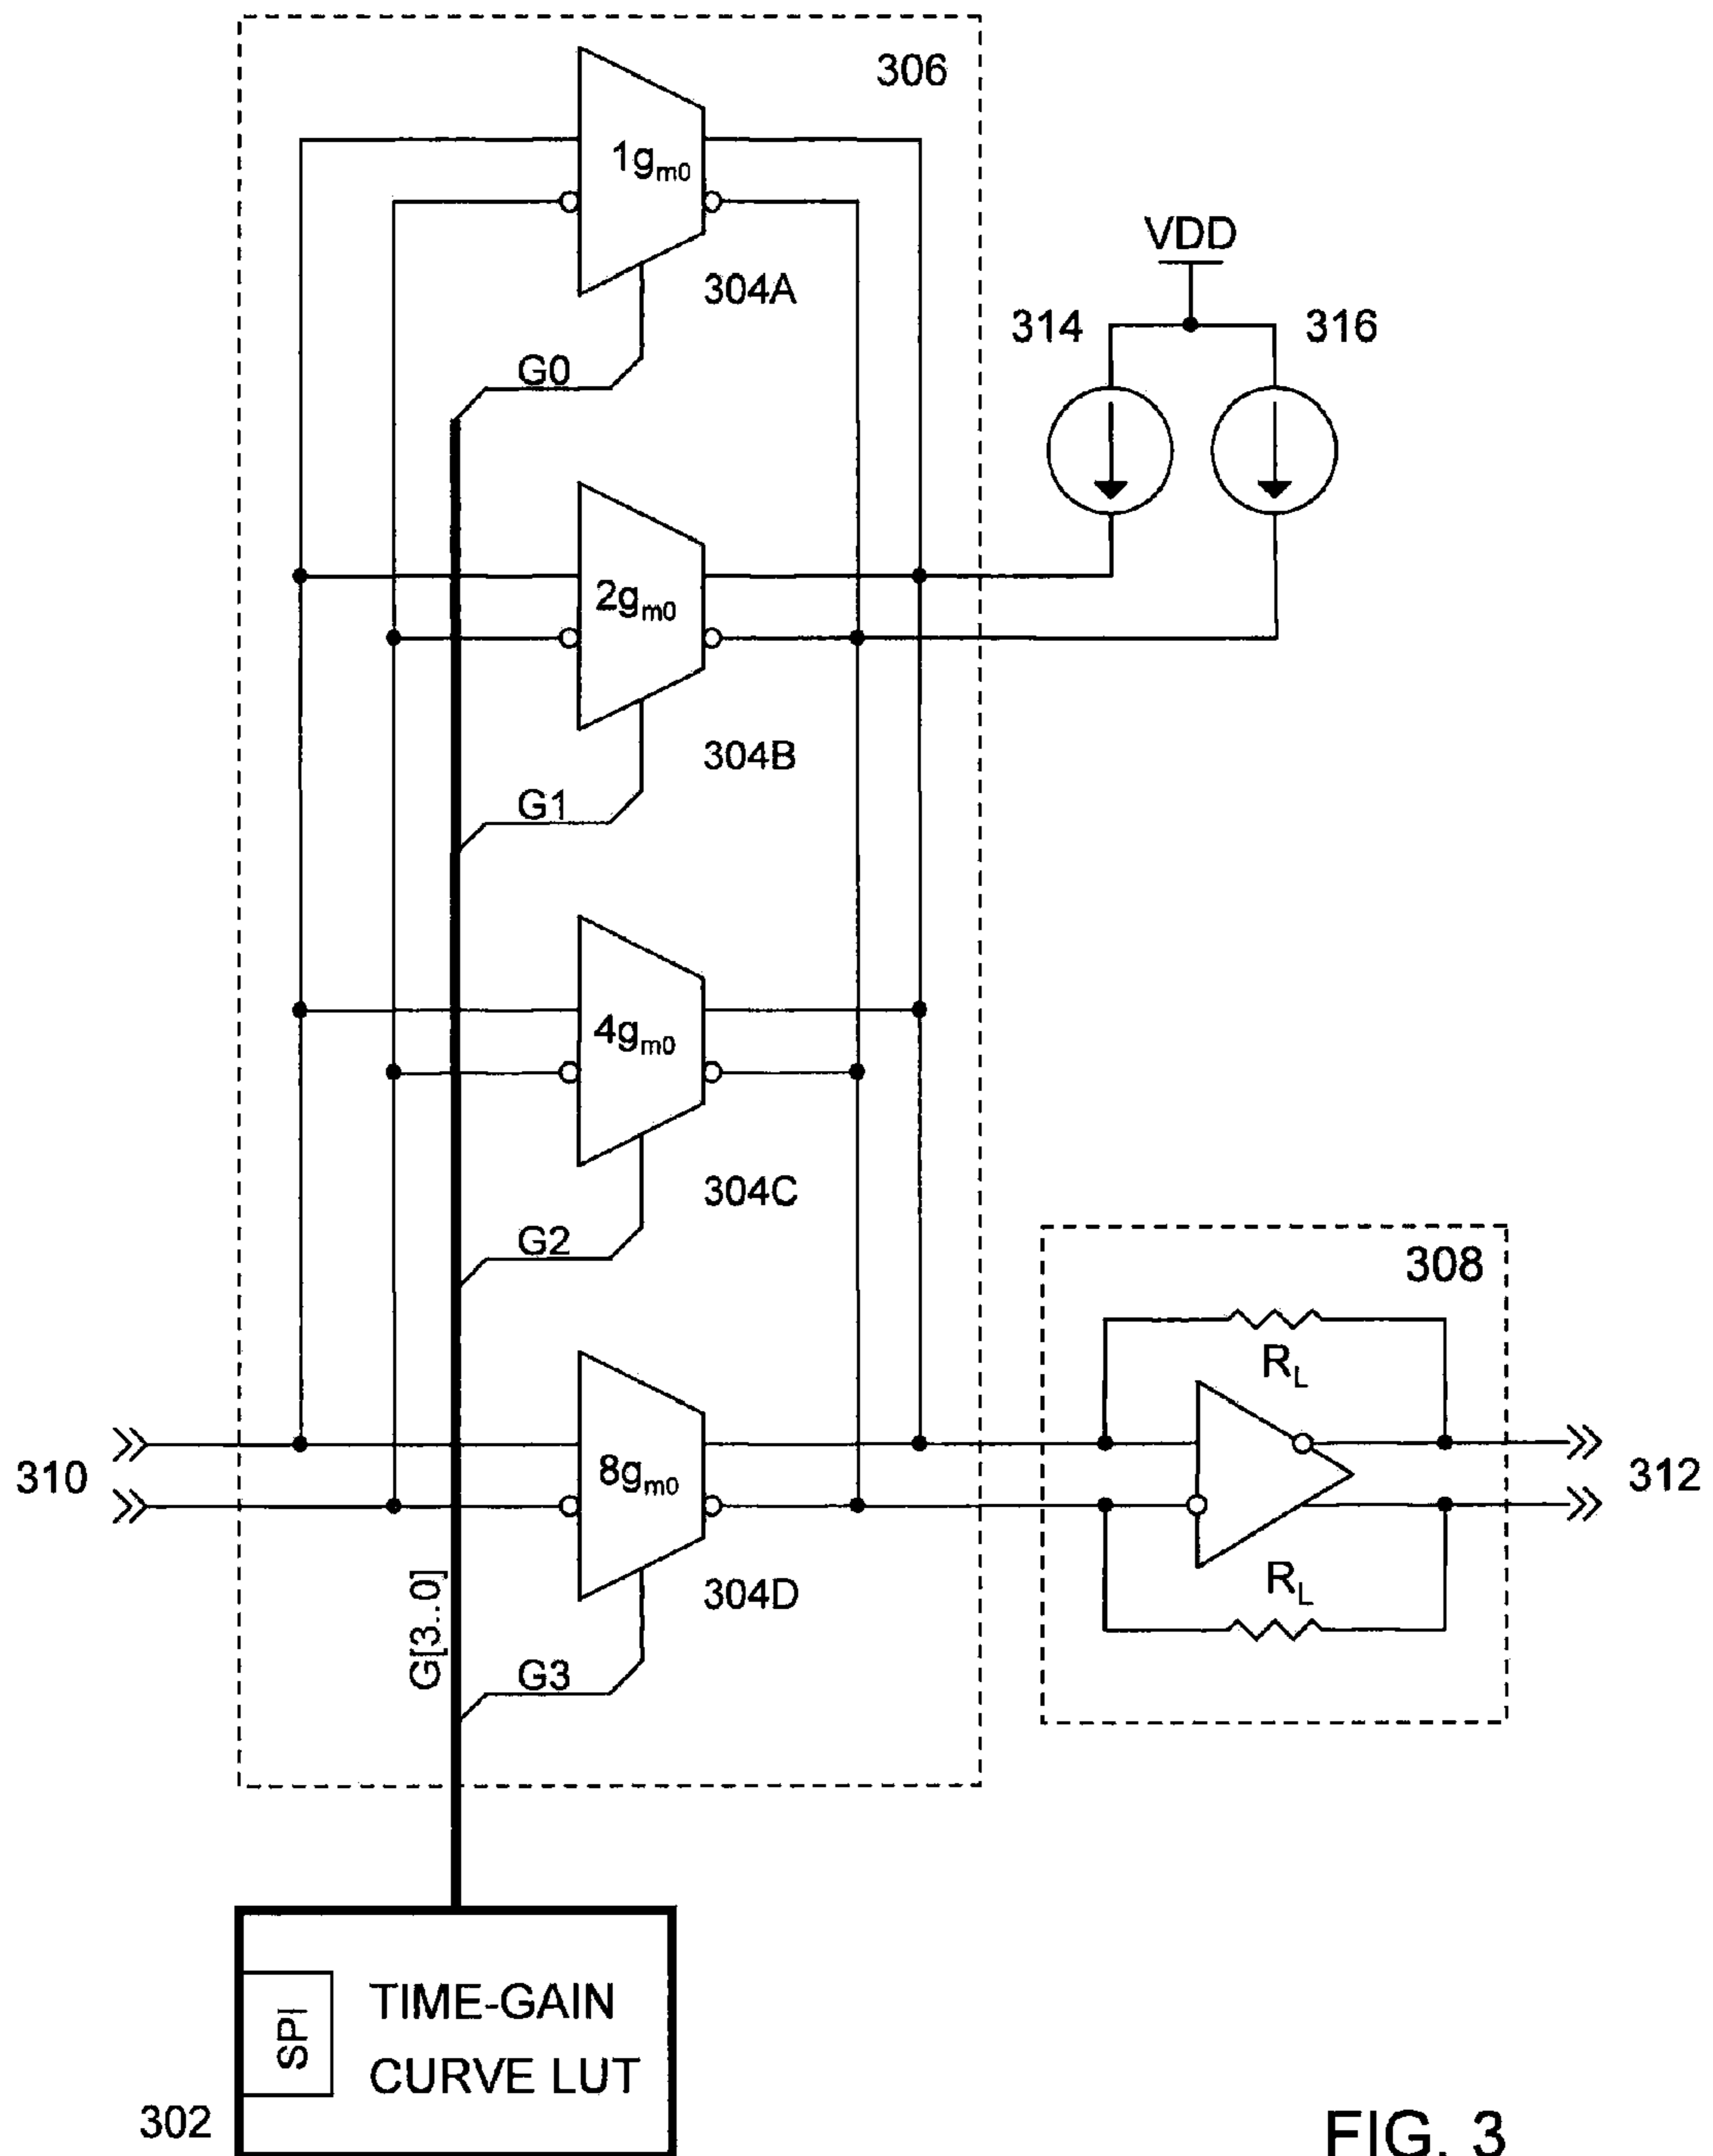 306
1gm0
VDD
304A
314
316
G0
2gm0
304B
G1
4gm0
304C
G2
308
RL
310
8gm0
312
G[3..0]
304D
RL
G3
SPI
TIME-GAIN
CURVE LUT
302
FIG. 3